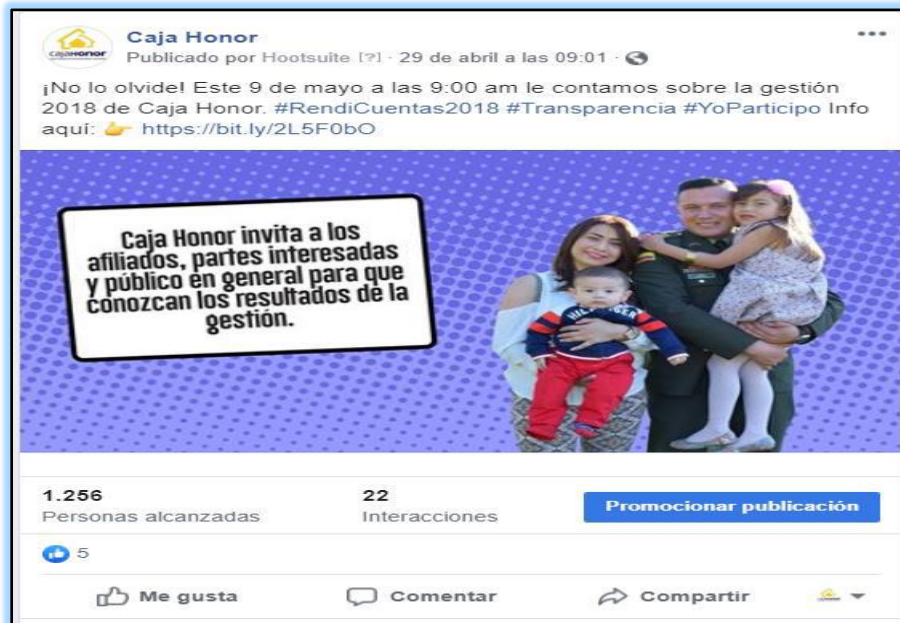 Caja Honor
Publicado por Hootsuite [?] · 29 de abril a las 09:01 ·
¡No lo olvide! Este 9 de mayo a las 9:00 am le contamos sobre la gestión
2018 de Caja Honor. #RendiCuentas2018 #Transparencia #YoParticipo Info
aquí: 👉 https://bit.ly/2L5F0bO
CAJAHONOR
Caja Honor invita a los
afiliados, partes interesadas
y público en general para que
conozcan los resultados de la
gestión.
1.256
Personas alcanzadas
22
Interacciones
Promocionar publicación
5
Me gusta
Comentar
Compartir